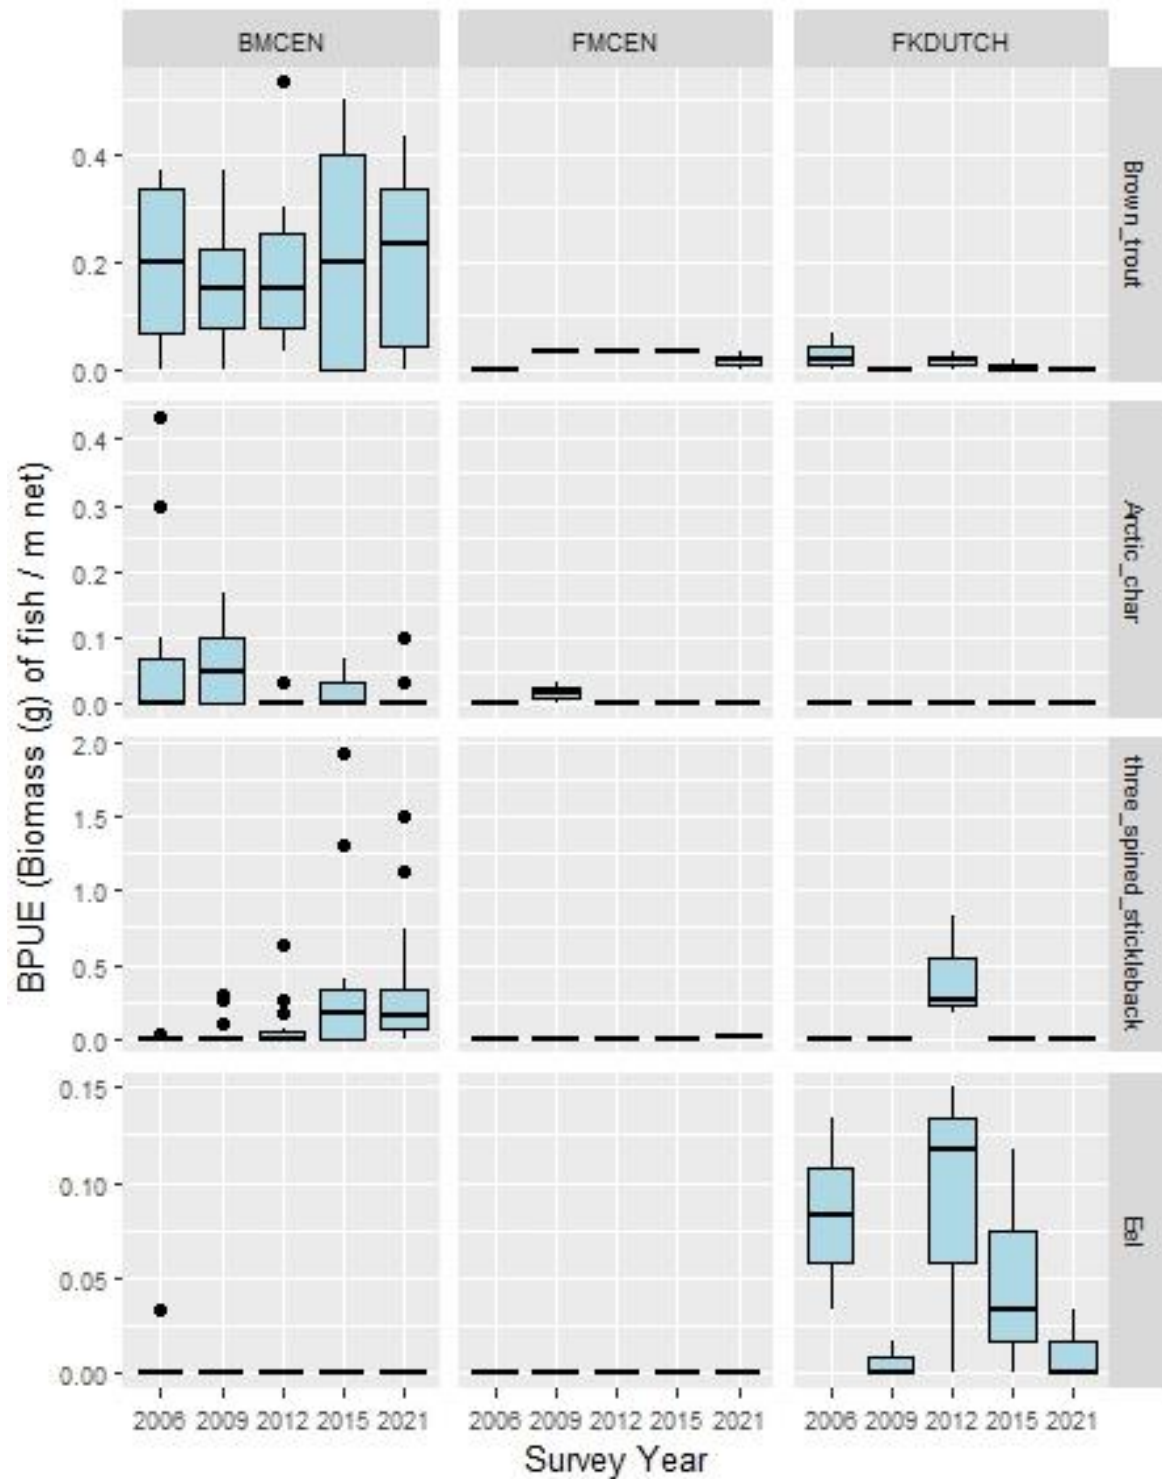 BMCEN FMCEN FKDUTCH
0.4
0.2
0.0
Brown_trout
0.4
0.3
0.2
0.1
0.0
Arctic_char
2.0
1.5
1.0
0.5
0.0
three_spined_stickleback
0.15
0.10
0.05
0.00
Eel
BPUE (Biomass (g) of fish / m net)
2006 2009 2012 2015 2021 2006 2009 2012 2015 2021 2006 2009 2012 2015 2021
Survey Year